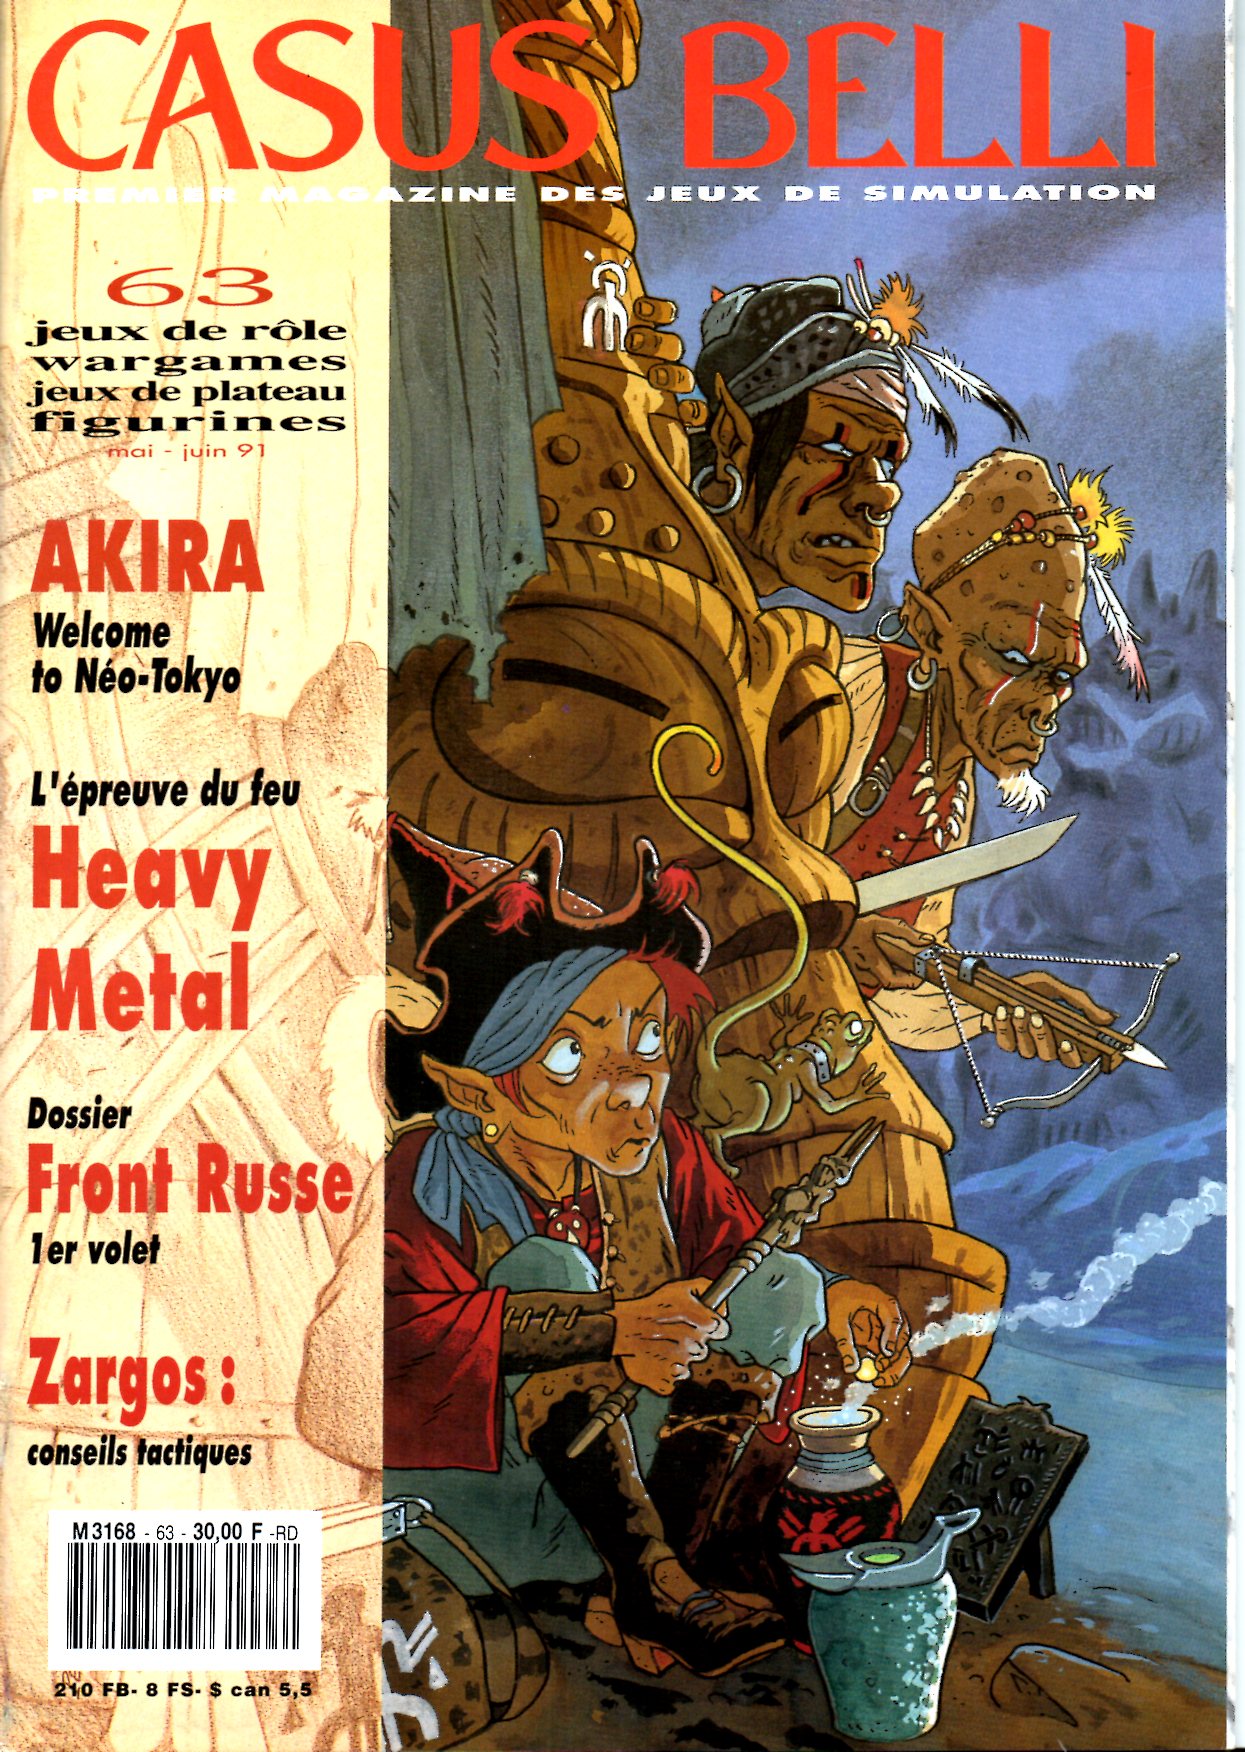 CASUS BELLI
PREMIER MAGAZINE DES JEUX DE SIMULATION
63
jeux de rôle
wargames
jeux de plateau
figurines
mai - juin 91
AKIRA
Welcome
to Néo-Tokyo
L'épreuve du feu
Heavy
Metal
Dossier
Front Russe
1er volet
Zargos :
conseils tactiques
M 3168 - 63 - 30,00 F -RD
210 FB- 8 FS- $ can 5,5